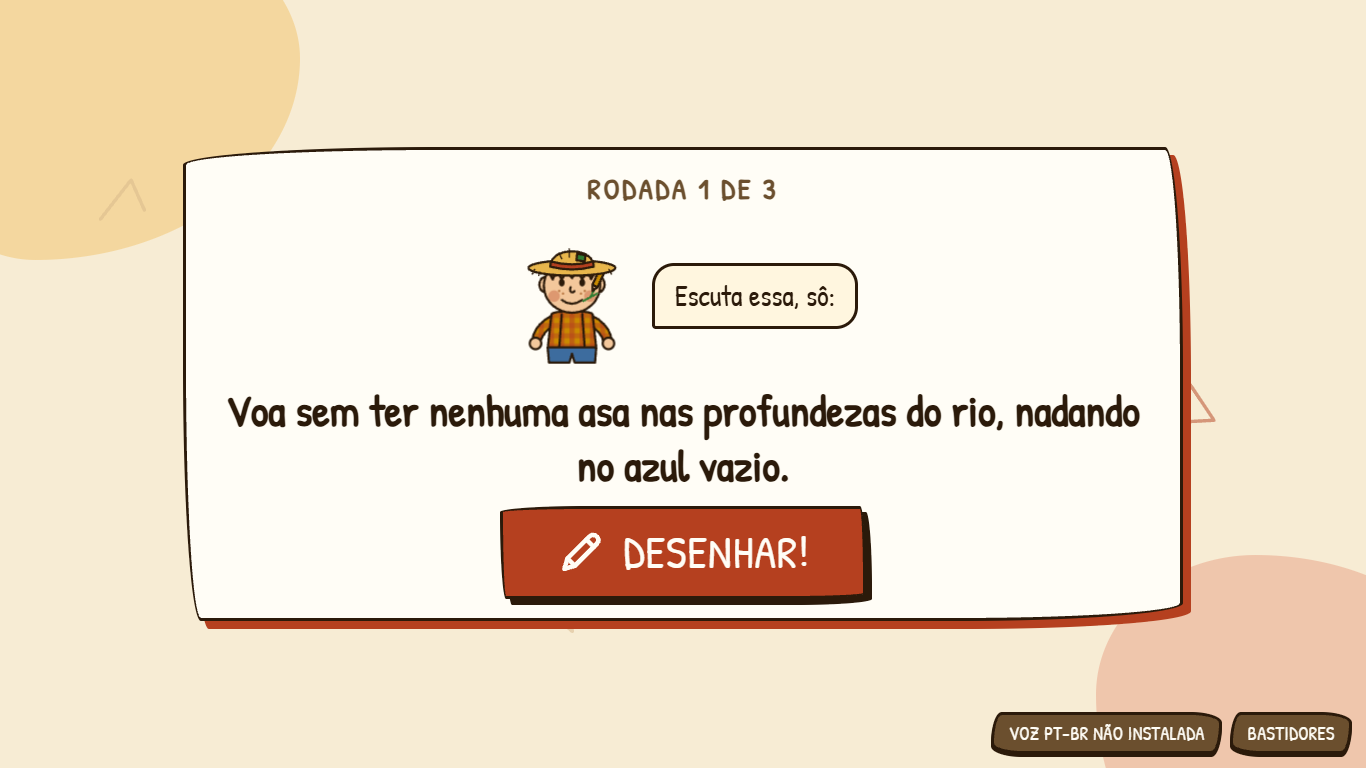 RODADA 1 DE 3
Escuta essa, sô:
Voa sem ter nenhuma asa nas profundezas do rio, nadando
no azul vazio.
DESENHAR!
VOZ PT-BR NÃO INSTALADA
BASTIDORES